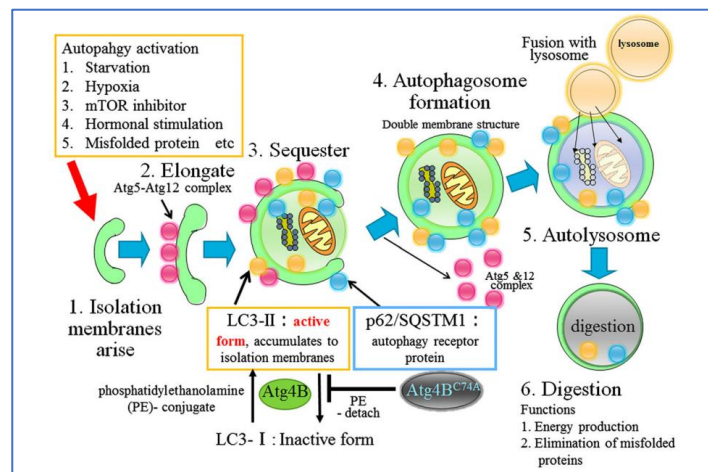 Autopahgy activation
1. Starvation
2. Hypoxia
3. mTOR inhibitor
4. Hormonal stimulation
5. Misfolded protein etc
1. Isolation
membranes
arise
2. Elongate
Atg5-Atg12 complex
3. Sequester
LC3-II : active
form, accumulates to
isolation membranes
p62/SQSTM1 :
autophagy receptor
protein
phosphatidylethanolamine
(PE)- conjugate
Atg4B
PE
- detach
Atg4B^C74A
LC3- I : Inactive form
4. Autophagosome
formation
Double membrane structure
Atg5 &12
complex
Fusion with
lysosome
lysosome
5. Autolysosome
digestion
6. Digestion
Functions
1. Energy production
2. Elimination of misfolded
proteins